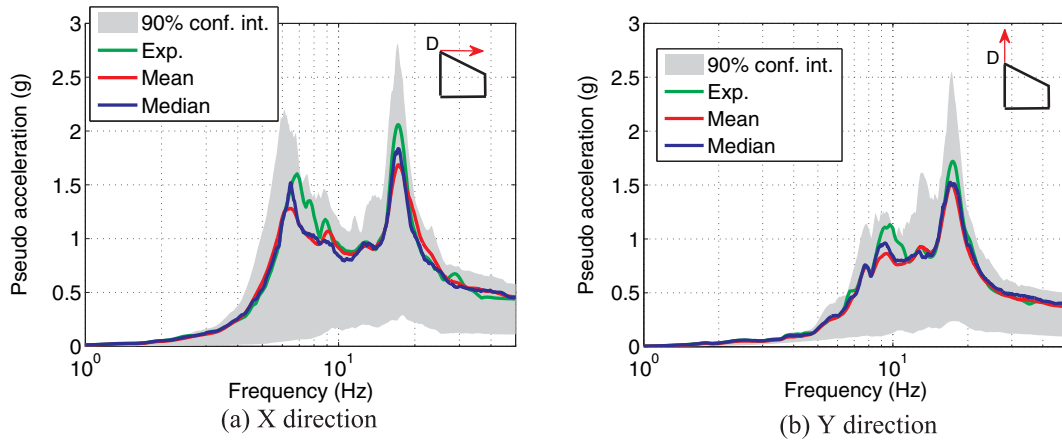 90% conf. int.
Exp.
Mean
Median
D
3
2.5
2
1.5
1
0.5
0
Pseudo acceleration (g)
10^0
10^1
Frequency (Hz)
(a) X direction
90% conf. int.
Exp.
Mean
Median
D
3
2.5
2
1.5
1
0.5
0
Pseudo acceleration (g)
10^0
10^1
Frequency (Hz)
(b) Y direction